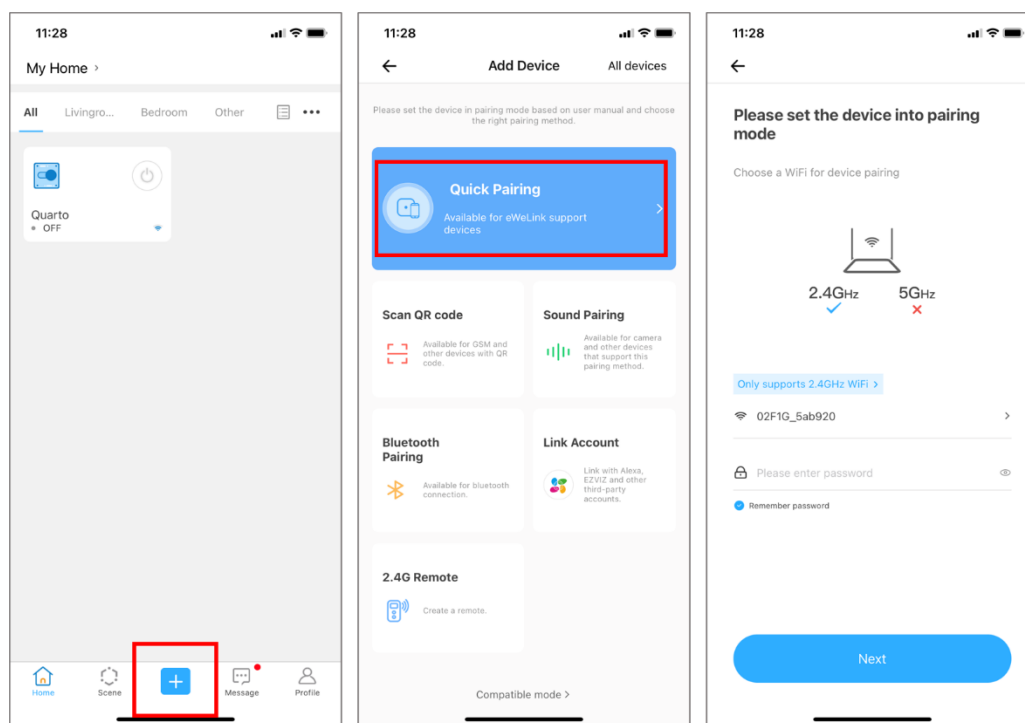 11:28
My Home >
All Livingro... Bedroom Other
Quarto
OFF
Home Scene Message Profile
11:28
Add Device All devices
Please set the device in pairing mode based on user manual and choose
the right pairing method.
Quick Pairing
Available for eWeLink support
devices
Scan QR code
Available for GSM and
other devices with QR
code.
Sound Pairing
Available for camera
and other devices
that support this
pairing method.
Bluetooth
Pairing
Available for bluetooth
connection.
Link Account
Link with Alexa,
EZVIZ and other
third-party
accounts.
2.4G Remote
Create a remote.
Compatible mode >
11:28
Please set the device into pairing
mode
Choose a WiFi for device pairing
2.4GHz 5GHz
Only supports 2.4GHz WiFi >
02F1G_5ab920
Please enter password
Remember password
Next